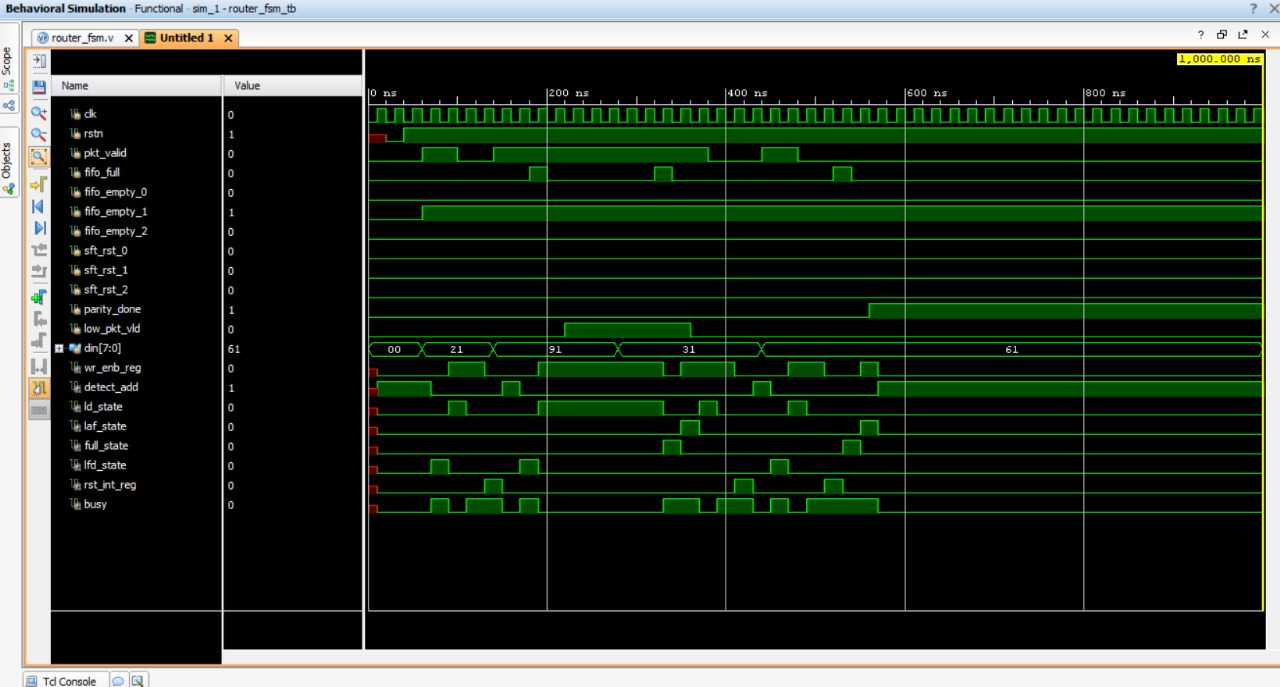 Behavioral Simulation - Functional - sim_1 - router_fsm_tb
router_fsm.v
Untitled 1
Scope
Objects
1,000.000 ns
Name Value
0 ns 200 ns 400 ns 600 ns 800 ns
clk 0
rstn 1
pkt_valid 0
fifo_full 0
fifo_empty_0 0
fifo_empty_1 1
fifo_empty_2 0
sft_rst_0 0
sft_rst_1 0
sft_rst_2 0
parity_done 1
low_pkt_vld 0
din[7:0] 61 00 21 91 31 61
wr_enb_reg 0
detect_add 1
ld_state 0
laf_state 0
full_state 0
lfd_state 0
rst_int_reg 0
busy 0
Tcl Console